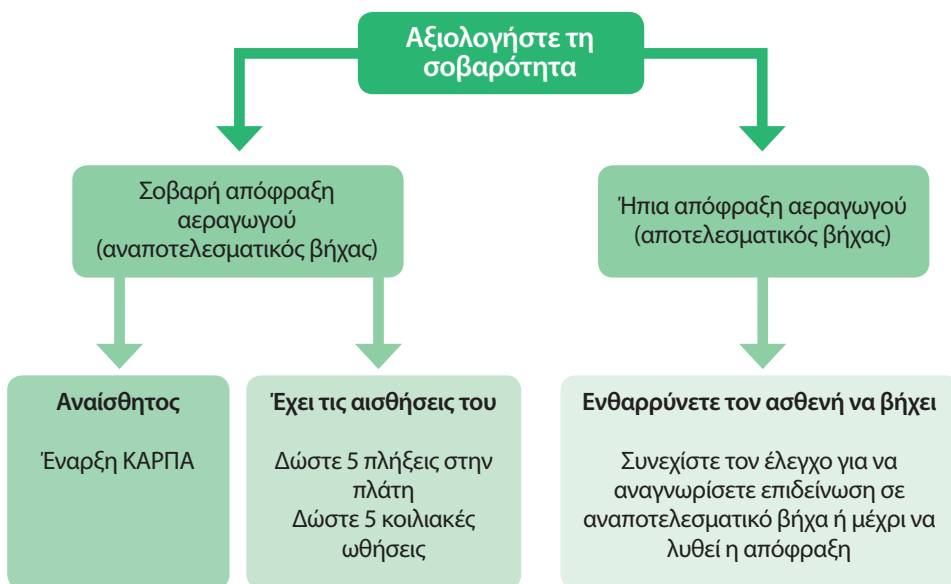 Αξιολογήστε τη
σοβαρότητα
Σοβαρή απόφραξη
αεραγωγού
(αναποτελεσματικός βήχας)
Ήπια απόφραξη αεραγωγού
(αποτελεσματικός βήχας)
Αναίσθητος
Έναρξη ΚΑΡΠΑ
Έχει τις αισθήσεις του
Δώστε 5 πλήξεις στην
πλάτη
Δώστε 5 κοιλιακές
ωθήσεις
Ενθαρρύνετε τον ασθενή να βήχει
Συνεχίστε τον έλεγχο για να
αναγνωρίσετε επιδείνωση σε
αναποτελεσματικό βήχα ή μέχρι να
λυθεί η απόφραξη